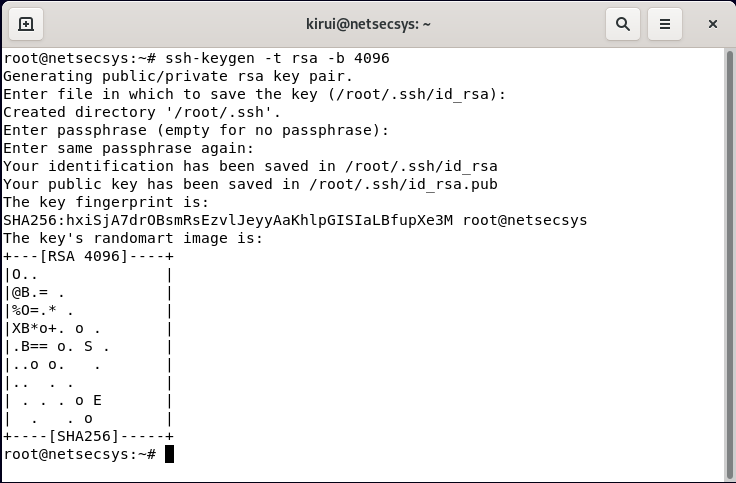 kirui@netsecsys: ~
root@netsecsys:~# ssh-keygen -t rsa -b 4096
Generating public/private rsa key pair.
Enter file in which to save the key (/root/.ssh/id_rsa):
Created directory '/root/.ssh'.
Enter passphrase (empty for no passphrase):
Enter same passphrase again:
Your identification has been saved in /root/.ssh/id_rsa
Your public key has been saved in /root/.ssh/id_rsa.pub
The key fingerprint is:
SHA256:hxiSjA7drOBsmRsEzvlJeyyAaKhlpGISIaLBfupXe3M root@netsecsys
The key's randomart image is:
+---[RSA 4096]----+
|O..              |
|@B.= .           |
|%O=.* .          |
|XB*o+. o .       |
|.B== o. S .      |
|..o o.   .       |
|..  . .          |
| . . . o E       |
|  .   . o        |
+----[SHA256]-----+
root@netsecsys:~#